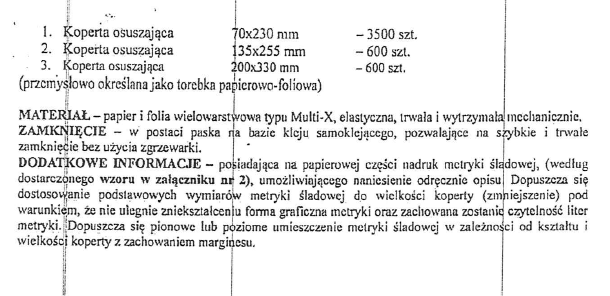 1. Koperta osuszająca 70x230 mm – 3500 szt.
2. Koperta osuszająca 135x255 mm – 600 szt.
3. Koperta osuszająca 200x330 mm – 600 szt.
(przemysłowo określana jako torebka papierowo-foliowa)
MATERIAŁ – papier i folia wielowarstwowa typu Multi-X, elastyczna, trwała i wytrzymała mechanicznie.
ZAMKNIĘCIE – w postaci paska na bazie kleju samoklejącego, pozwalające na szybkie i trwałe
zamknięcie bez użycia zgrzewarki.
DODATKOWE INFORMACJE – posiadająca na papierowej części nadruk metryki śladowej, (według
dostarczonego wzoru w załączniku nr 2), umożliwiającego naniesienie odręcznie opisu. Dopuszcza się
dostosowanie podstawowych wymiarów metryki śladowej do wielkości koperty (zmniejszenie) pod
warunkiem, że nie ulegnie zniekształceniu forma graficzna metryki oraz zachowana zostanie czytelność liter
metryki. Dopuszcza się pionowe lub poziome umieszczenie metryki śladowej w zależności od kształtu i
wielkości koperty z zachowaniem marginesu.